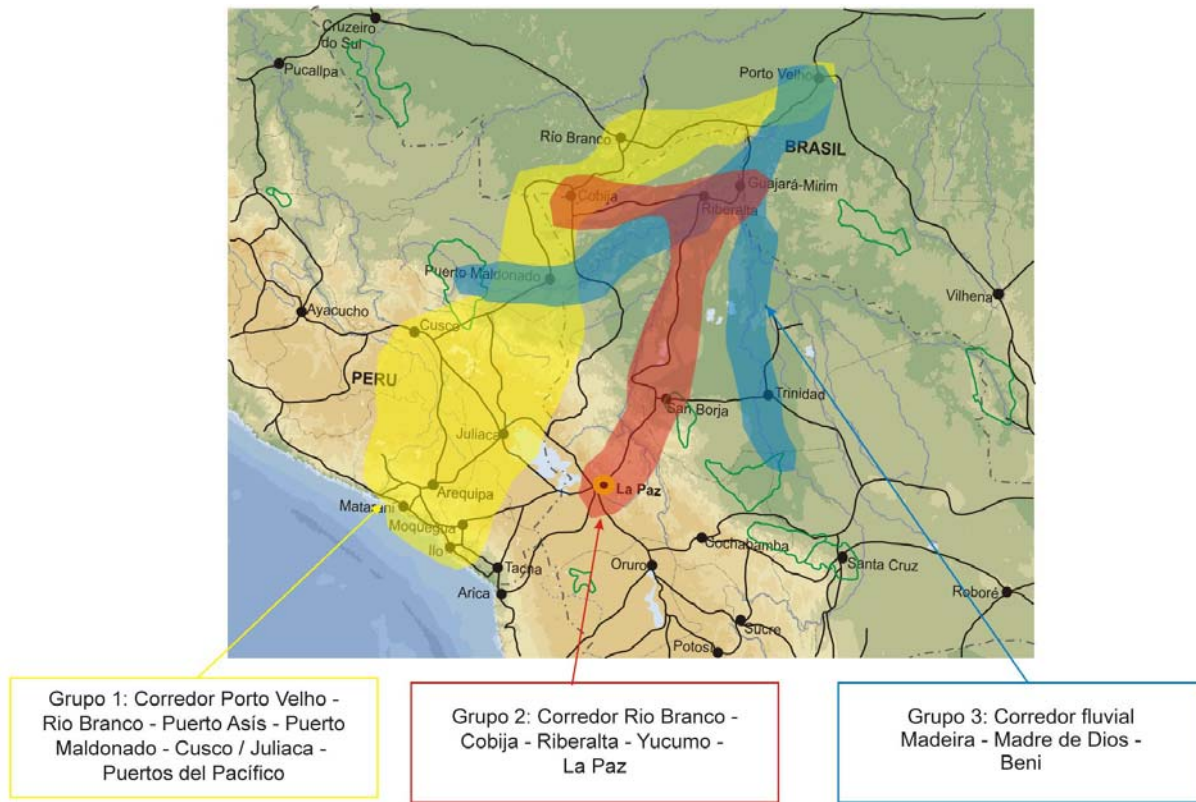 Cruzeiro
do Sul
Pucallpa
Porto Velho
Río Branco
BRASIL
Cobija
Guajará-Mirim
Riberalta
Puerto Maldonado
Vilhena
Ayacucho
Cusco
PERU
San Borja
Trinidad
Juliaca
La Paz
Arequipa
Matarani
Moquegua
Ilo
Tacna
Arica
Cochabamba
Oruro
Santa Cruz
Roboré
Sucre
Potosí
Grupo 1: Corredor Porto Velho -
Rio Branco - Puerto Asís - Puerto
Maldonado - Cusco / Juliaca -
Puertos del Pacífico
Grupo 2: Corredor Rio Branco -
Cobija - Riberalta - Yucumo -
La Paz
Grupo 3: Corredor fluvial
Madeira - Madre de Dios -
Beni